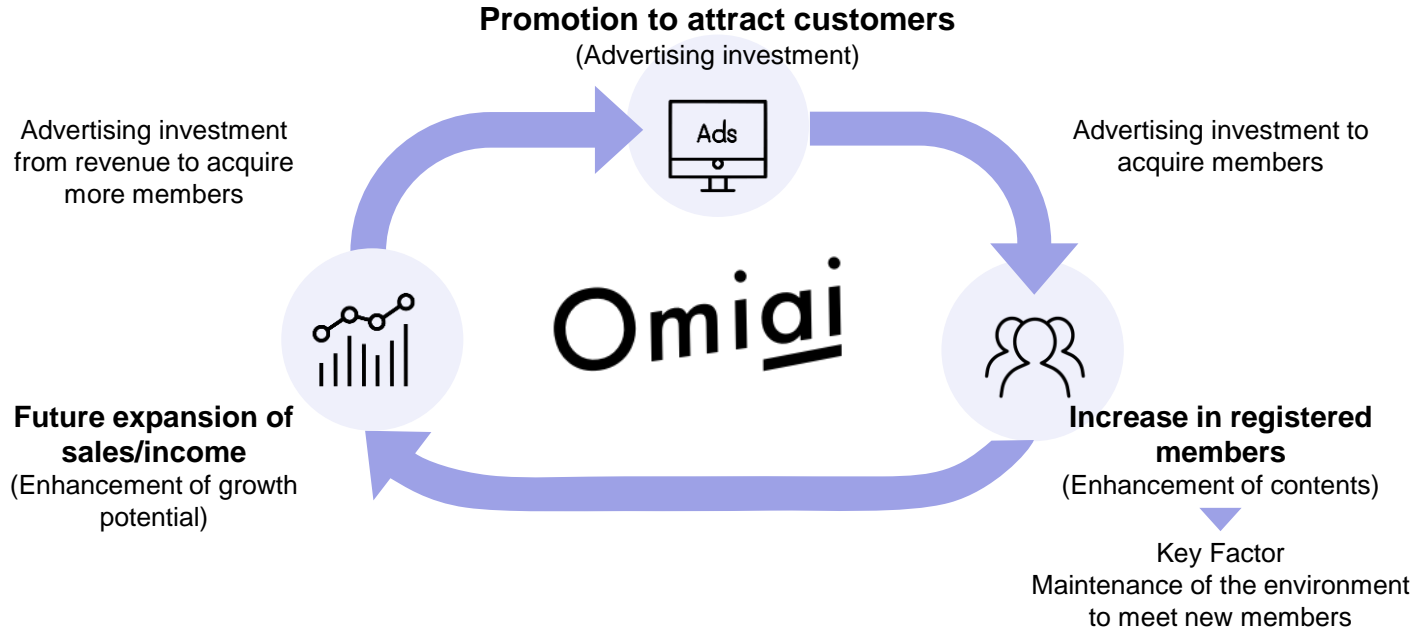 Promotion to attract customers
(Advertising investment)
Ads
Advertising investment
from revenue to acquire
more members
Advertising investment to
acquire members
Omiai
Future expansion of
sales/income
(Enhancement of growth
potential)
Increase in registered
members
(Enhancement of contents)
Key Factor
Maintenance of the environment
to meet new members